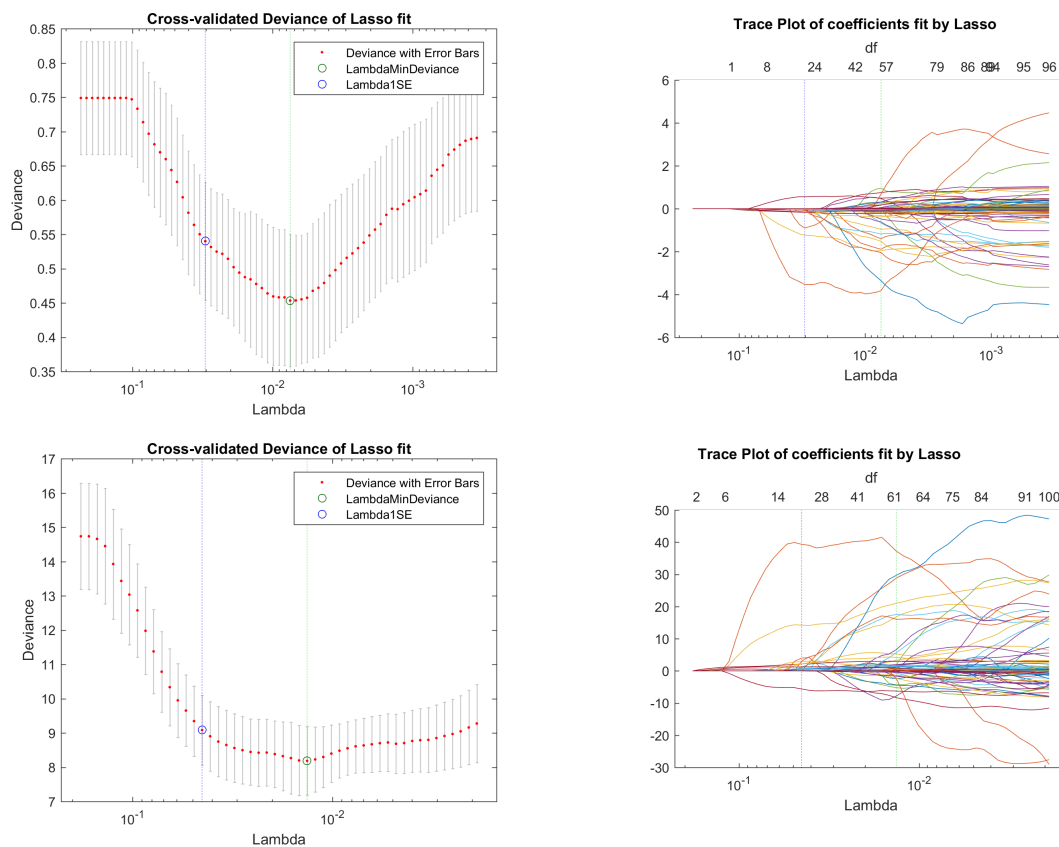 Cross-validated Deviance of Lasso fit
0.85
0.8
0.75
0.7
0.65
0.6
0.55
0.5
0.45
0.4
0.35
Deviance
Deviance with Error Bars
LambdaMinDeviance
Lambda1SE
10-1
10-2
10-3
Lambda
Trace Plot of coefficients fit by Lasso
df
1 8 24 42 57 79 86 94 95 96
6
4
2
0
-2
-4
-6
10-1
10-2
10-3
Lambda
Cross-validated Deviance of Lasso fit
17
16
15
14
13
12
11
10
9
8
7
Deviance
Deviance with Error Bars
LambdaMinDeviance
Lambda1SE
10-1
10-2
Lambda
Trace Plot of coefficients fit by Lasso
df
2 6 14 28 41 61 64 75 84 91 100
50
40
30
20
10
0
-10
-20
-30
10-1
10-2
Lambda